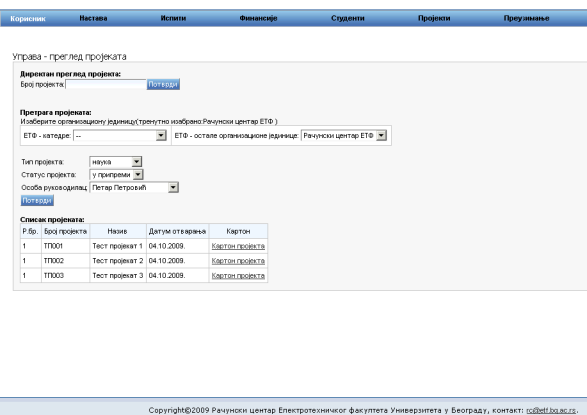 Корисник Настава Испити Финансије Студенти Пројекти Преузимање
Управа - преглед пројеката
Директан преглед пројекта:
Број пројекта: Потврди
Претрага пројеката:
Изаберите организациону јединицу(тренутно изабрано:Рачунски центар ЕТФ )
ЕТФ - катедре: -- ЕТФ - остале организационе јединице: Рачунски центар ЕТФ
Тип пројекта: наука
Статус пројекта: у припреми
Особа руководилац: Петар Петровић
Потврди
Списак пројеката:
Р.бр. Број пројекта Назив Датум отварања Картон
1 ТП001 Тест пројекат 1 04.10.2009. Картон пројекта
1 ТП002 Тест пројекат 2 04.10.2009. Картон пројекта
1 ТП003 Тест пројекат 3 04.10.2009. Картон пројекта
Copyright©2009 Рачунски центар Електротехничког факултета Универзитета у Београду, контакт: rc@etf.bg.ac.rs.